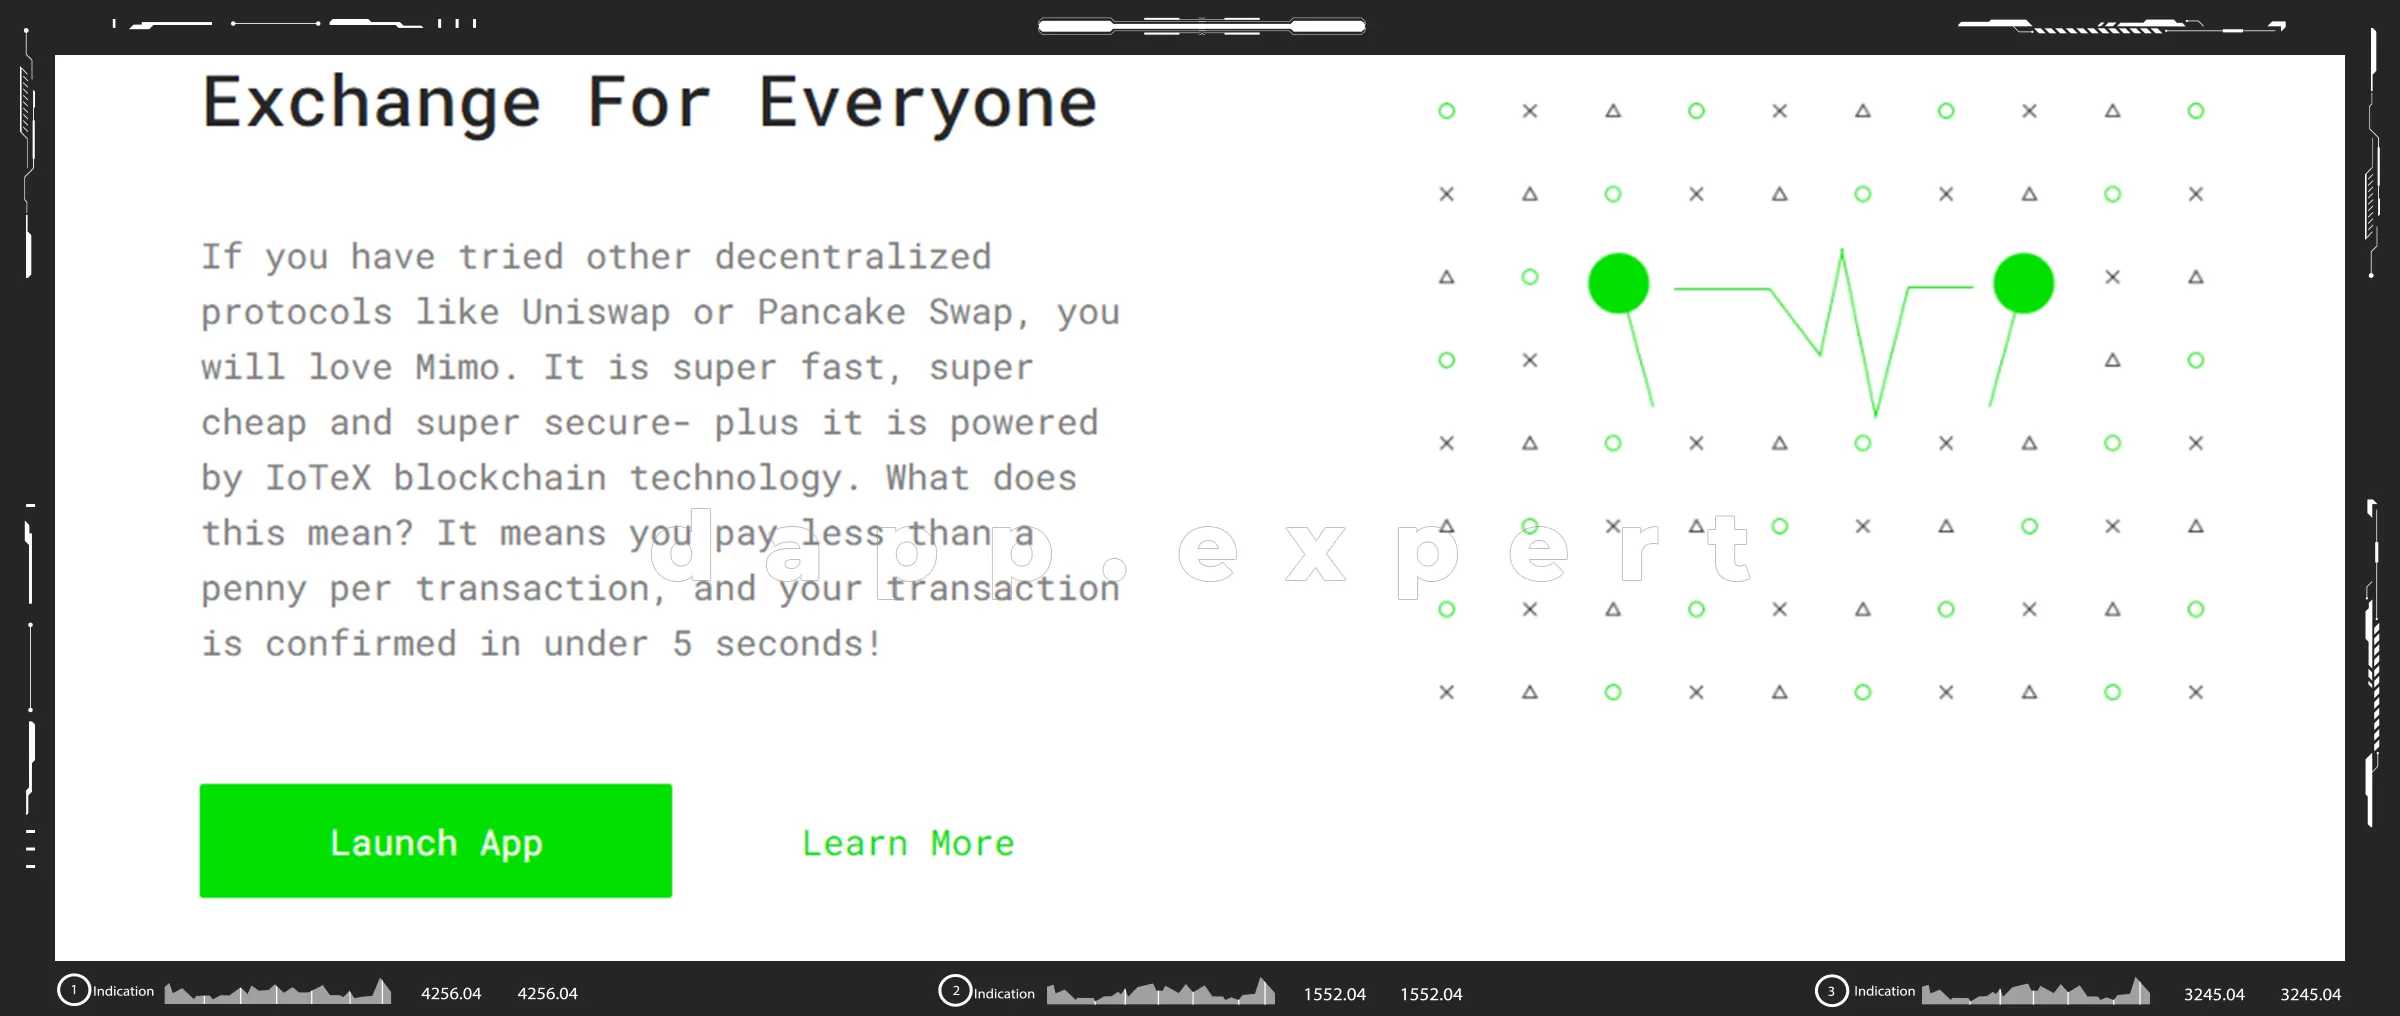 Exchange For Everyone
If you have tried other decentralized
protocols like Uniswap or Pancake Swap, you
will love Mimo. It is super fast, super
cheap and super secure- plus it is powered
by IoTeX blockchain technology. What does
this mean? It means you pay less than a
penny per transaction, and your transaction
is confirmed in under 5 seconds!
dapp.expert
Launch App
Learn More
1 Indication 4256.04 4256.04
2 Indication 1552.04 1552.04
3 Indication 3245.04 3245.04